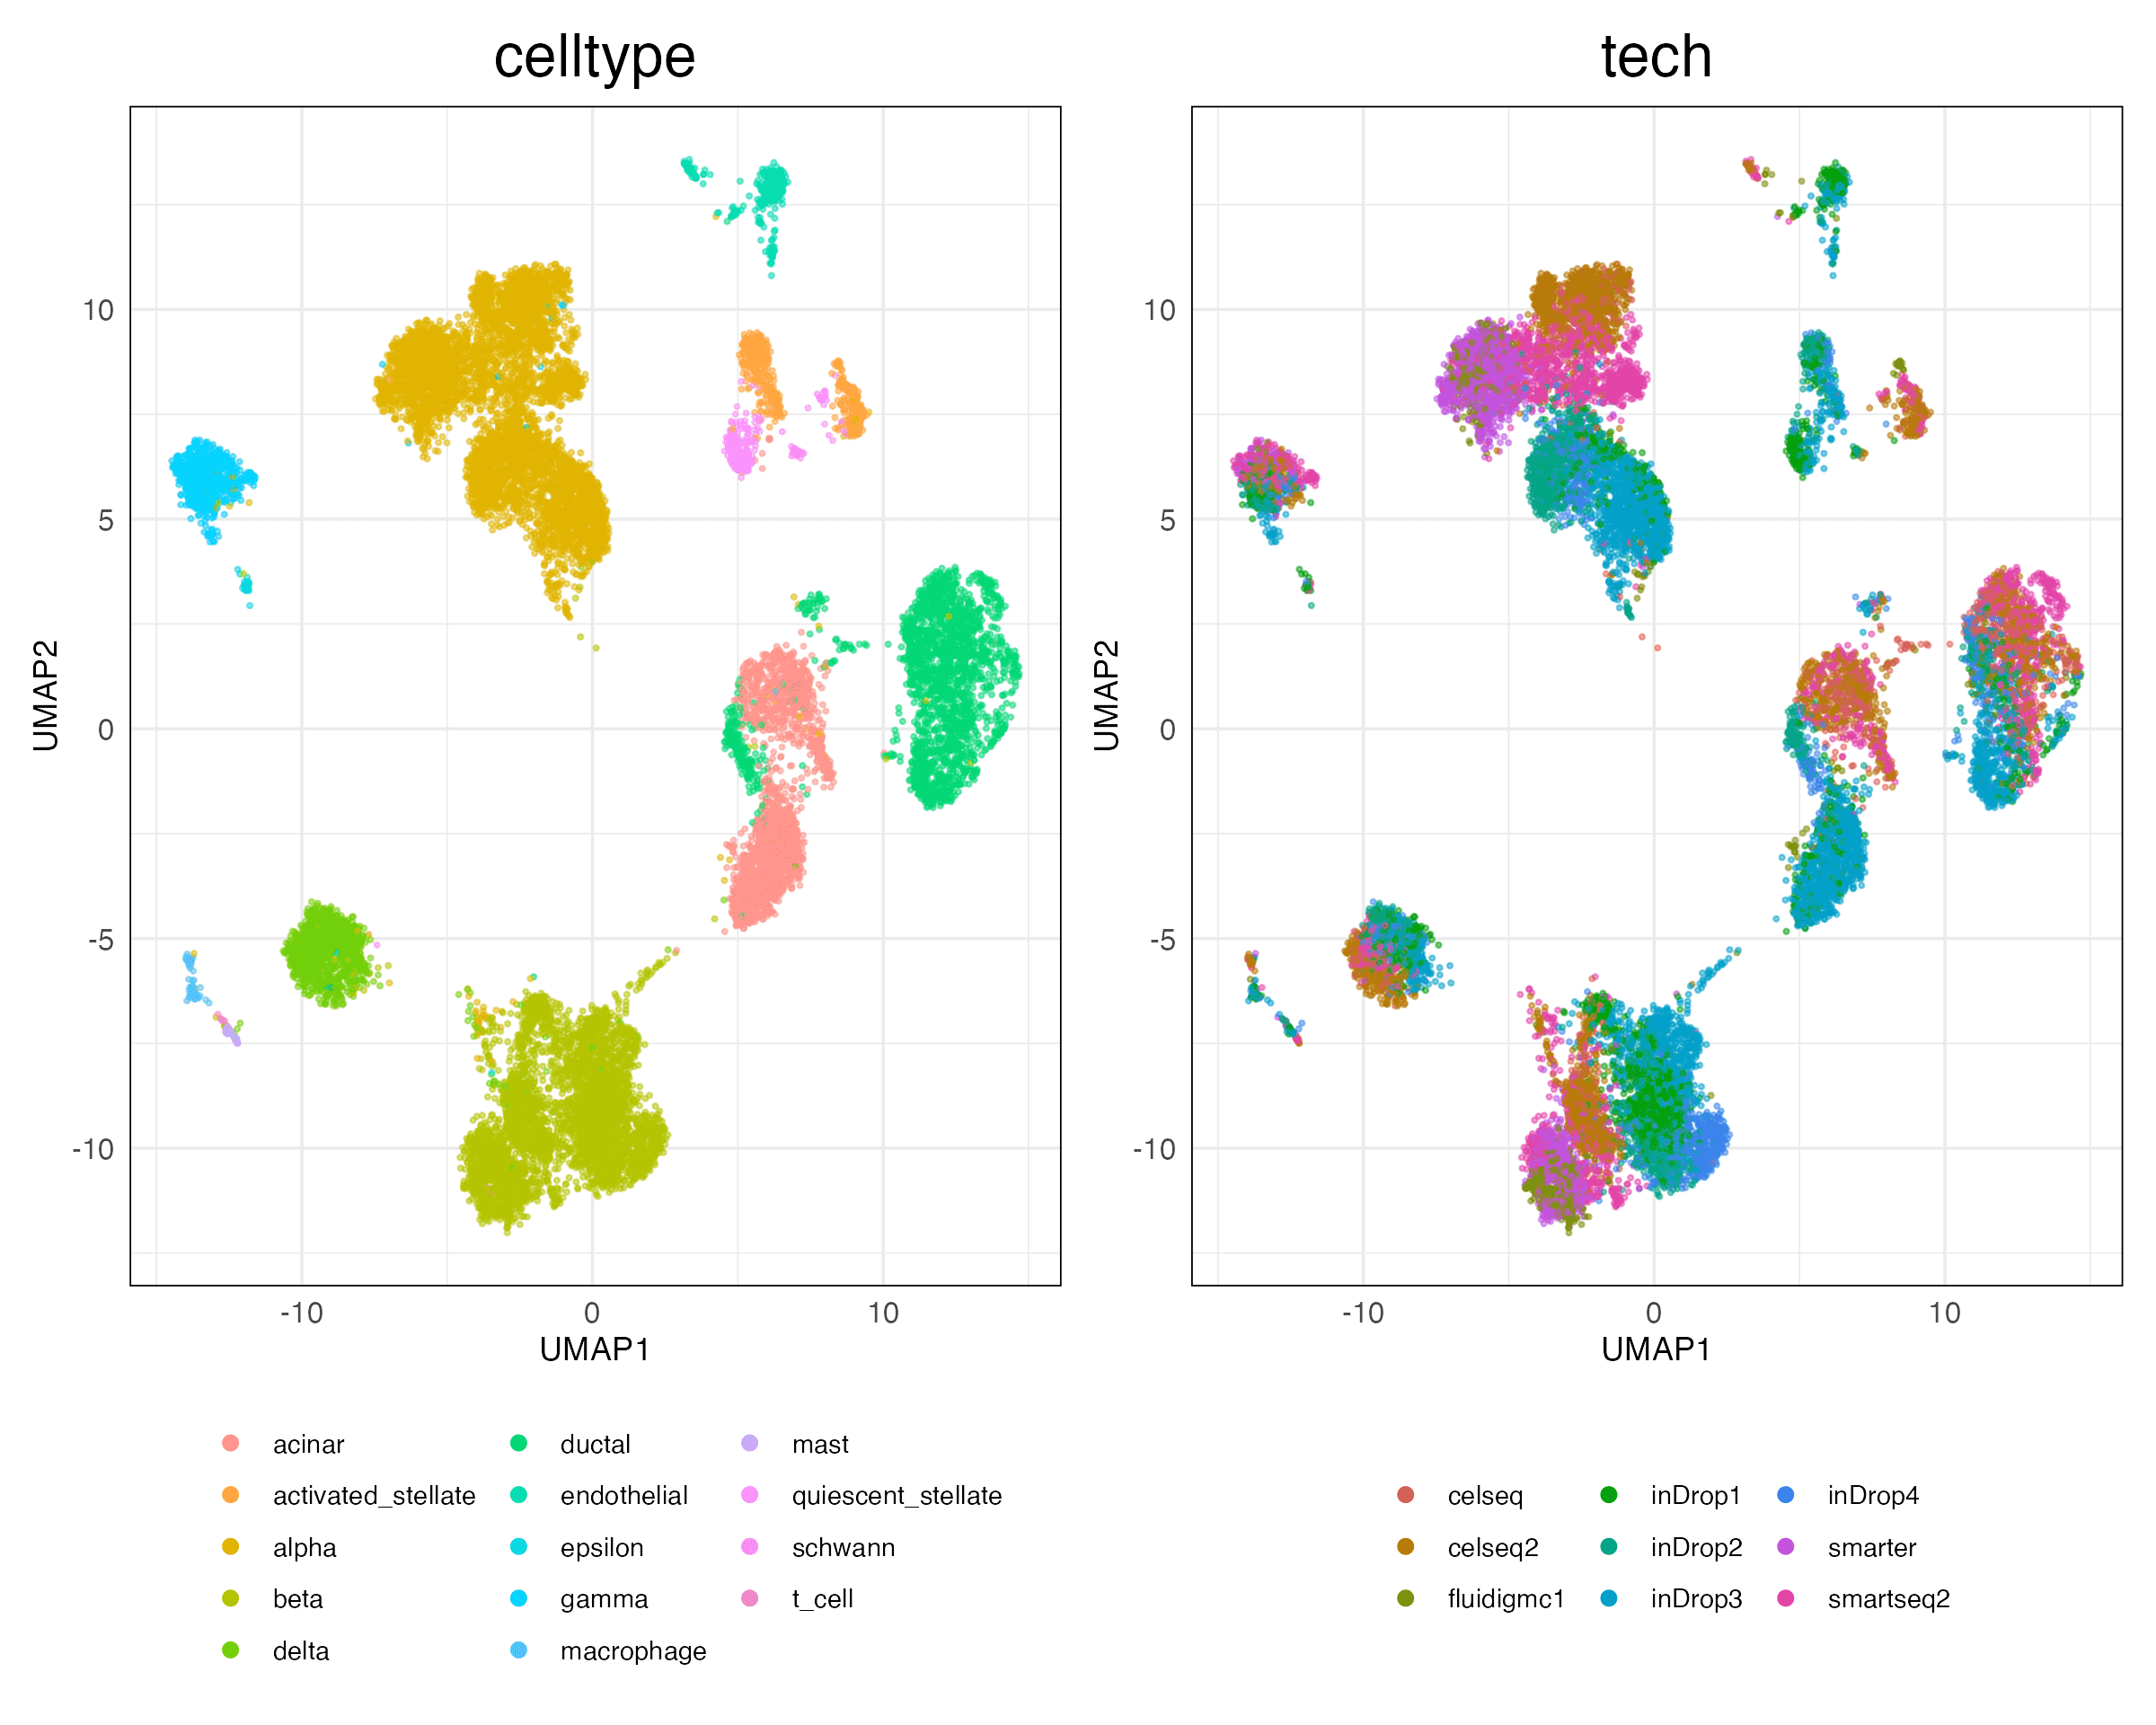 celltype
tech
UMAP2
10
5
0
-5
-10
-10
0
10
UMAP1
UMAP2
10
5
0
-5
-10
-10
0
10
UMAP1
acinar
activated_stellate
alpha
beta
delta
ductal
endothelial
epsilon
gamma
macrophage
mast
quiescent_stellate
schwann
t_cell
celseq
celseq2
fluidigmc1
inDrop1
inDrop2
inDrop3
inDrop4
smarter
smartseq2